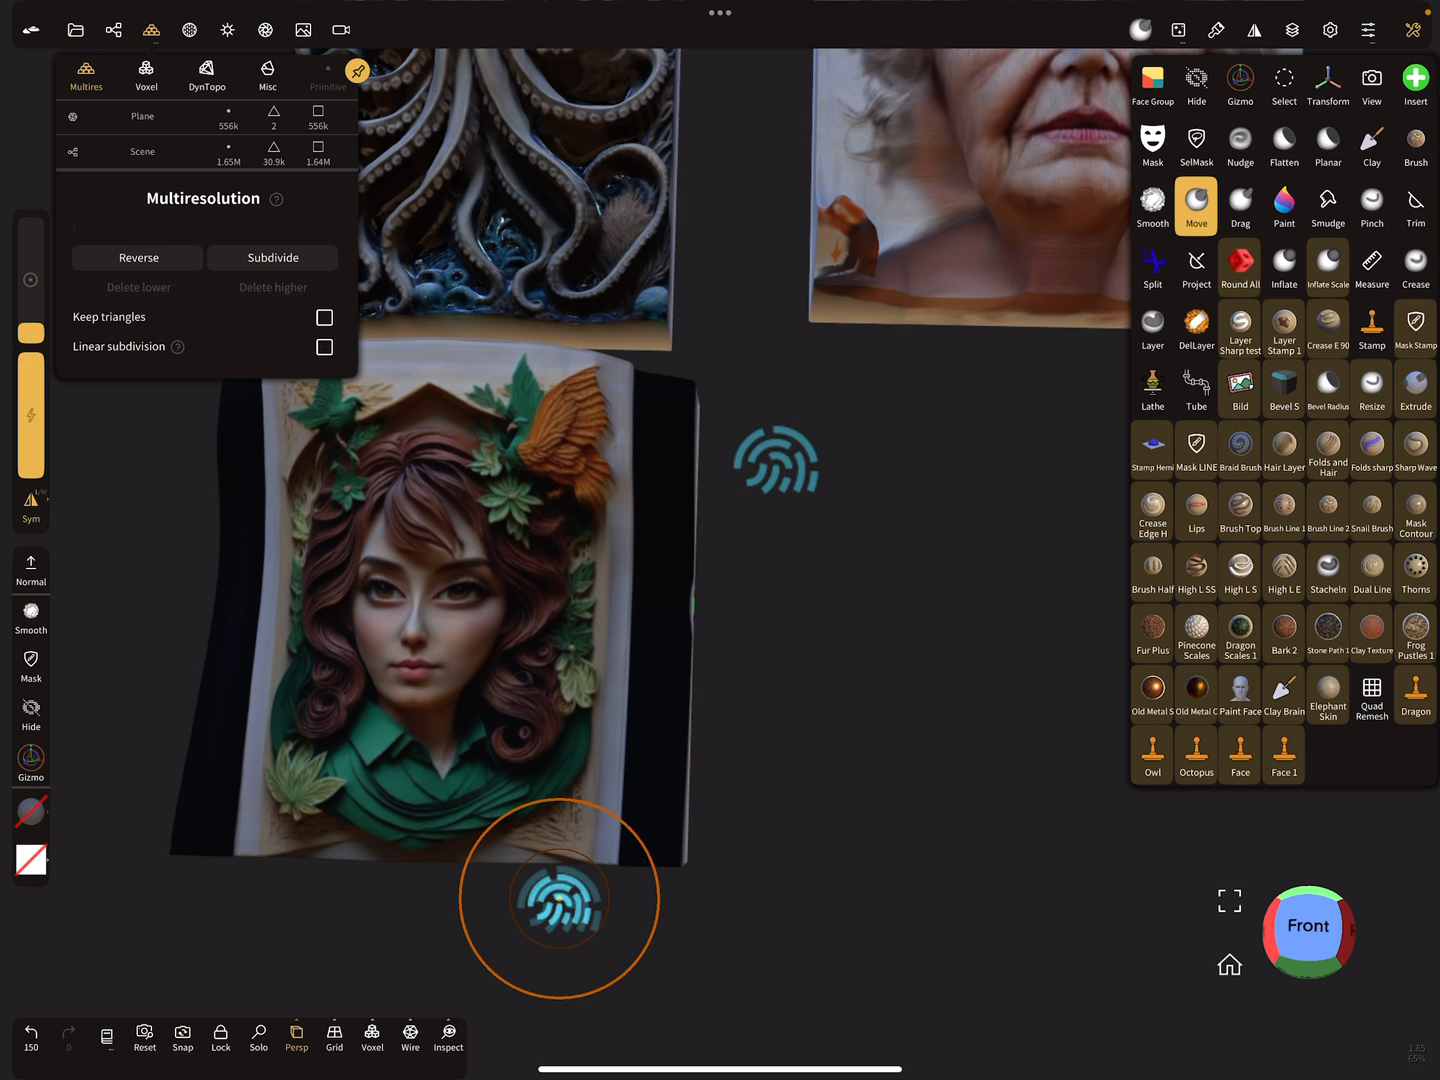 Multires Voxel DynTopo Misc Primitive
Plane 556k 2 556k
Scene 1.65M 30.9k 1.64M
Multiresolution ?
Reverse Subdivide
Delete lower Delete higher
Keep triangles
Linear subdivision ?
L/W
Sym
Normal
Smooth
Mask
Hide
Gizmo
Face Group Hide Gizmo Select Transform View Insert
Mask SelMask Nudge Flatten Planar Clay Brush
Smooth Move Drag Paint Smudge Pinch Trim
Split Project Round All Inflate Inflate Scale Measure Crease
Layer DelLayer Layer Sharp test Layer Stamp 1 Crease E 90 Stamp Mask Stamp
Lathe Tube Bild Bevel S Bevel Radius Resize Extrude
Stamp Hemi Mask LINE Braid Brush Hair Layer Folds and Hair Folds sharp Sharp Wave
Crease Edge H Lips Brush Top Brush Line 1 Brush Line 2 Snail Brush Mask Contour
Brush Half High L SS High L S High L E Stacheln Dual Line Thorns
Fur Plus Pinecone Scales Dragon Scales 1 Bark 2 Stone Path 1 Clay Texture Frog Pustles 1
Old Metal S Old Metal C Paint Face Clay Brain Elephant Skin Quad Remesh Dragon
Owl Octopus Face Face 1
Front
150 0 Reset Snap Lock Solo Persp Grid Voxel Wire Inspect
1.85
65%